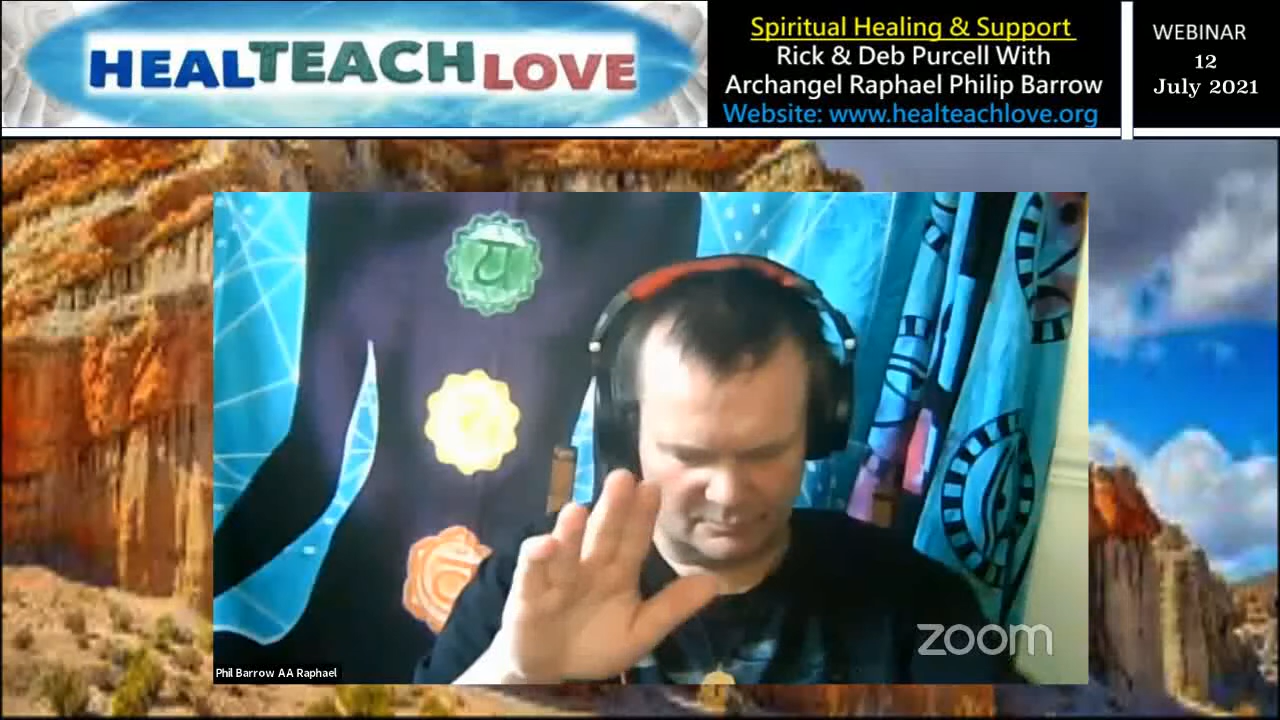 HEALTEACHLOVE
Spiritual Healing & Support
Rick & Deb Purcell With
Archangel Raphael Philip Barrow
Website: www.healteachlove.org
WEBINAR
12
July 2021
य
zoom
Phil Barrow AA Raphael